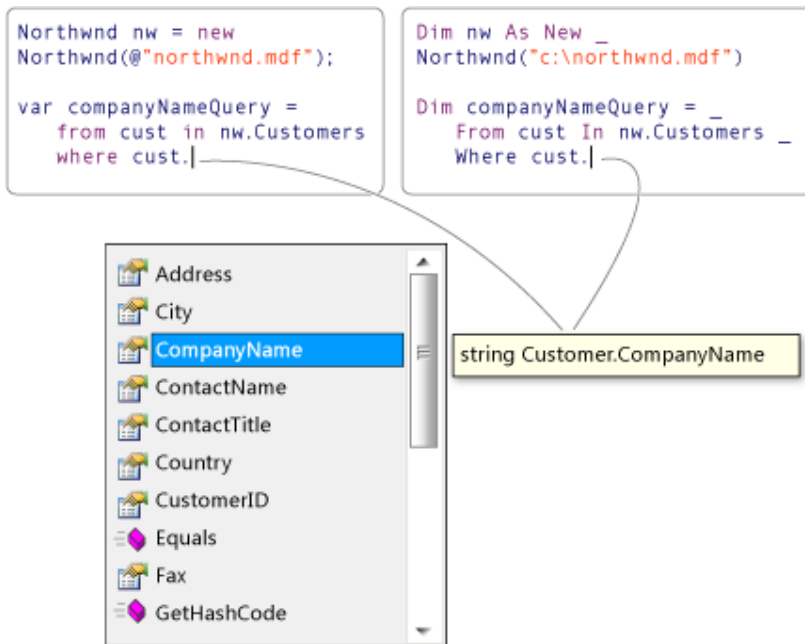 Northwnd nw = new
Northwnd(@"northwnd.mdf");
var companyNameQuery =
from cust in nw.Customers
where cust.
Dim nw As New _
Northwnd("c:\northwnd.mdf")
Dim companyNameQuery = _
From cust In nw.Customers _
Where cust.
Address
City
CompanyName
ContactName
ContactTitle
Country
CustomerID
Equals
Fax
GetHashCode
string Customer.CompanyName